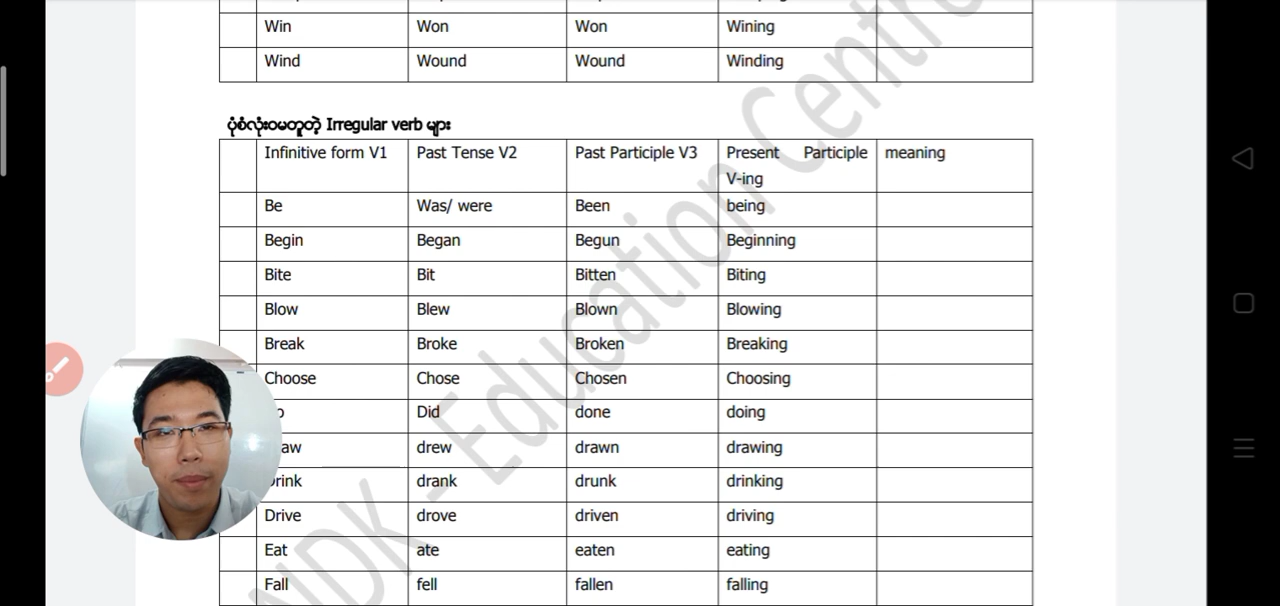 Win Won Won Wining
Wind Wound Wound Winding
ပုံစံလုံးဝမတူတဲ့ Irregular verb များ
Infinitive form V1 Past Tense V2 Past Participle V3 Present Participle meaning
V-ing
Be Was/ were Been being
Begin Began Begun Beginning
Bite Bit Bitten Biting
Blow Blew Blown Blowing
Break Broke Broken Breaking
Choose Chose Chosen Choosing
Did done doing
aw drew drawn drawing
rink drank drunk drinking
Drive drove driven driving
Eat ate eaten eating
Fall fell fallen falling
NDK - Education Centre